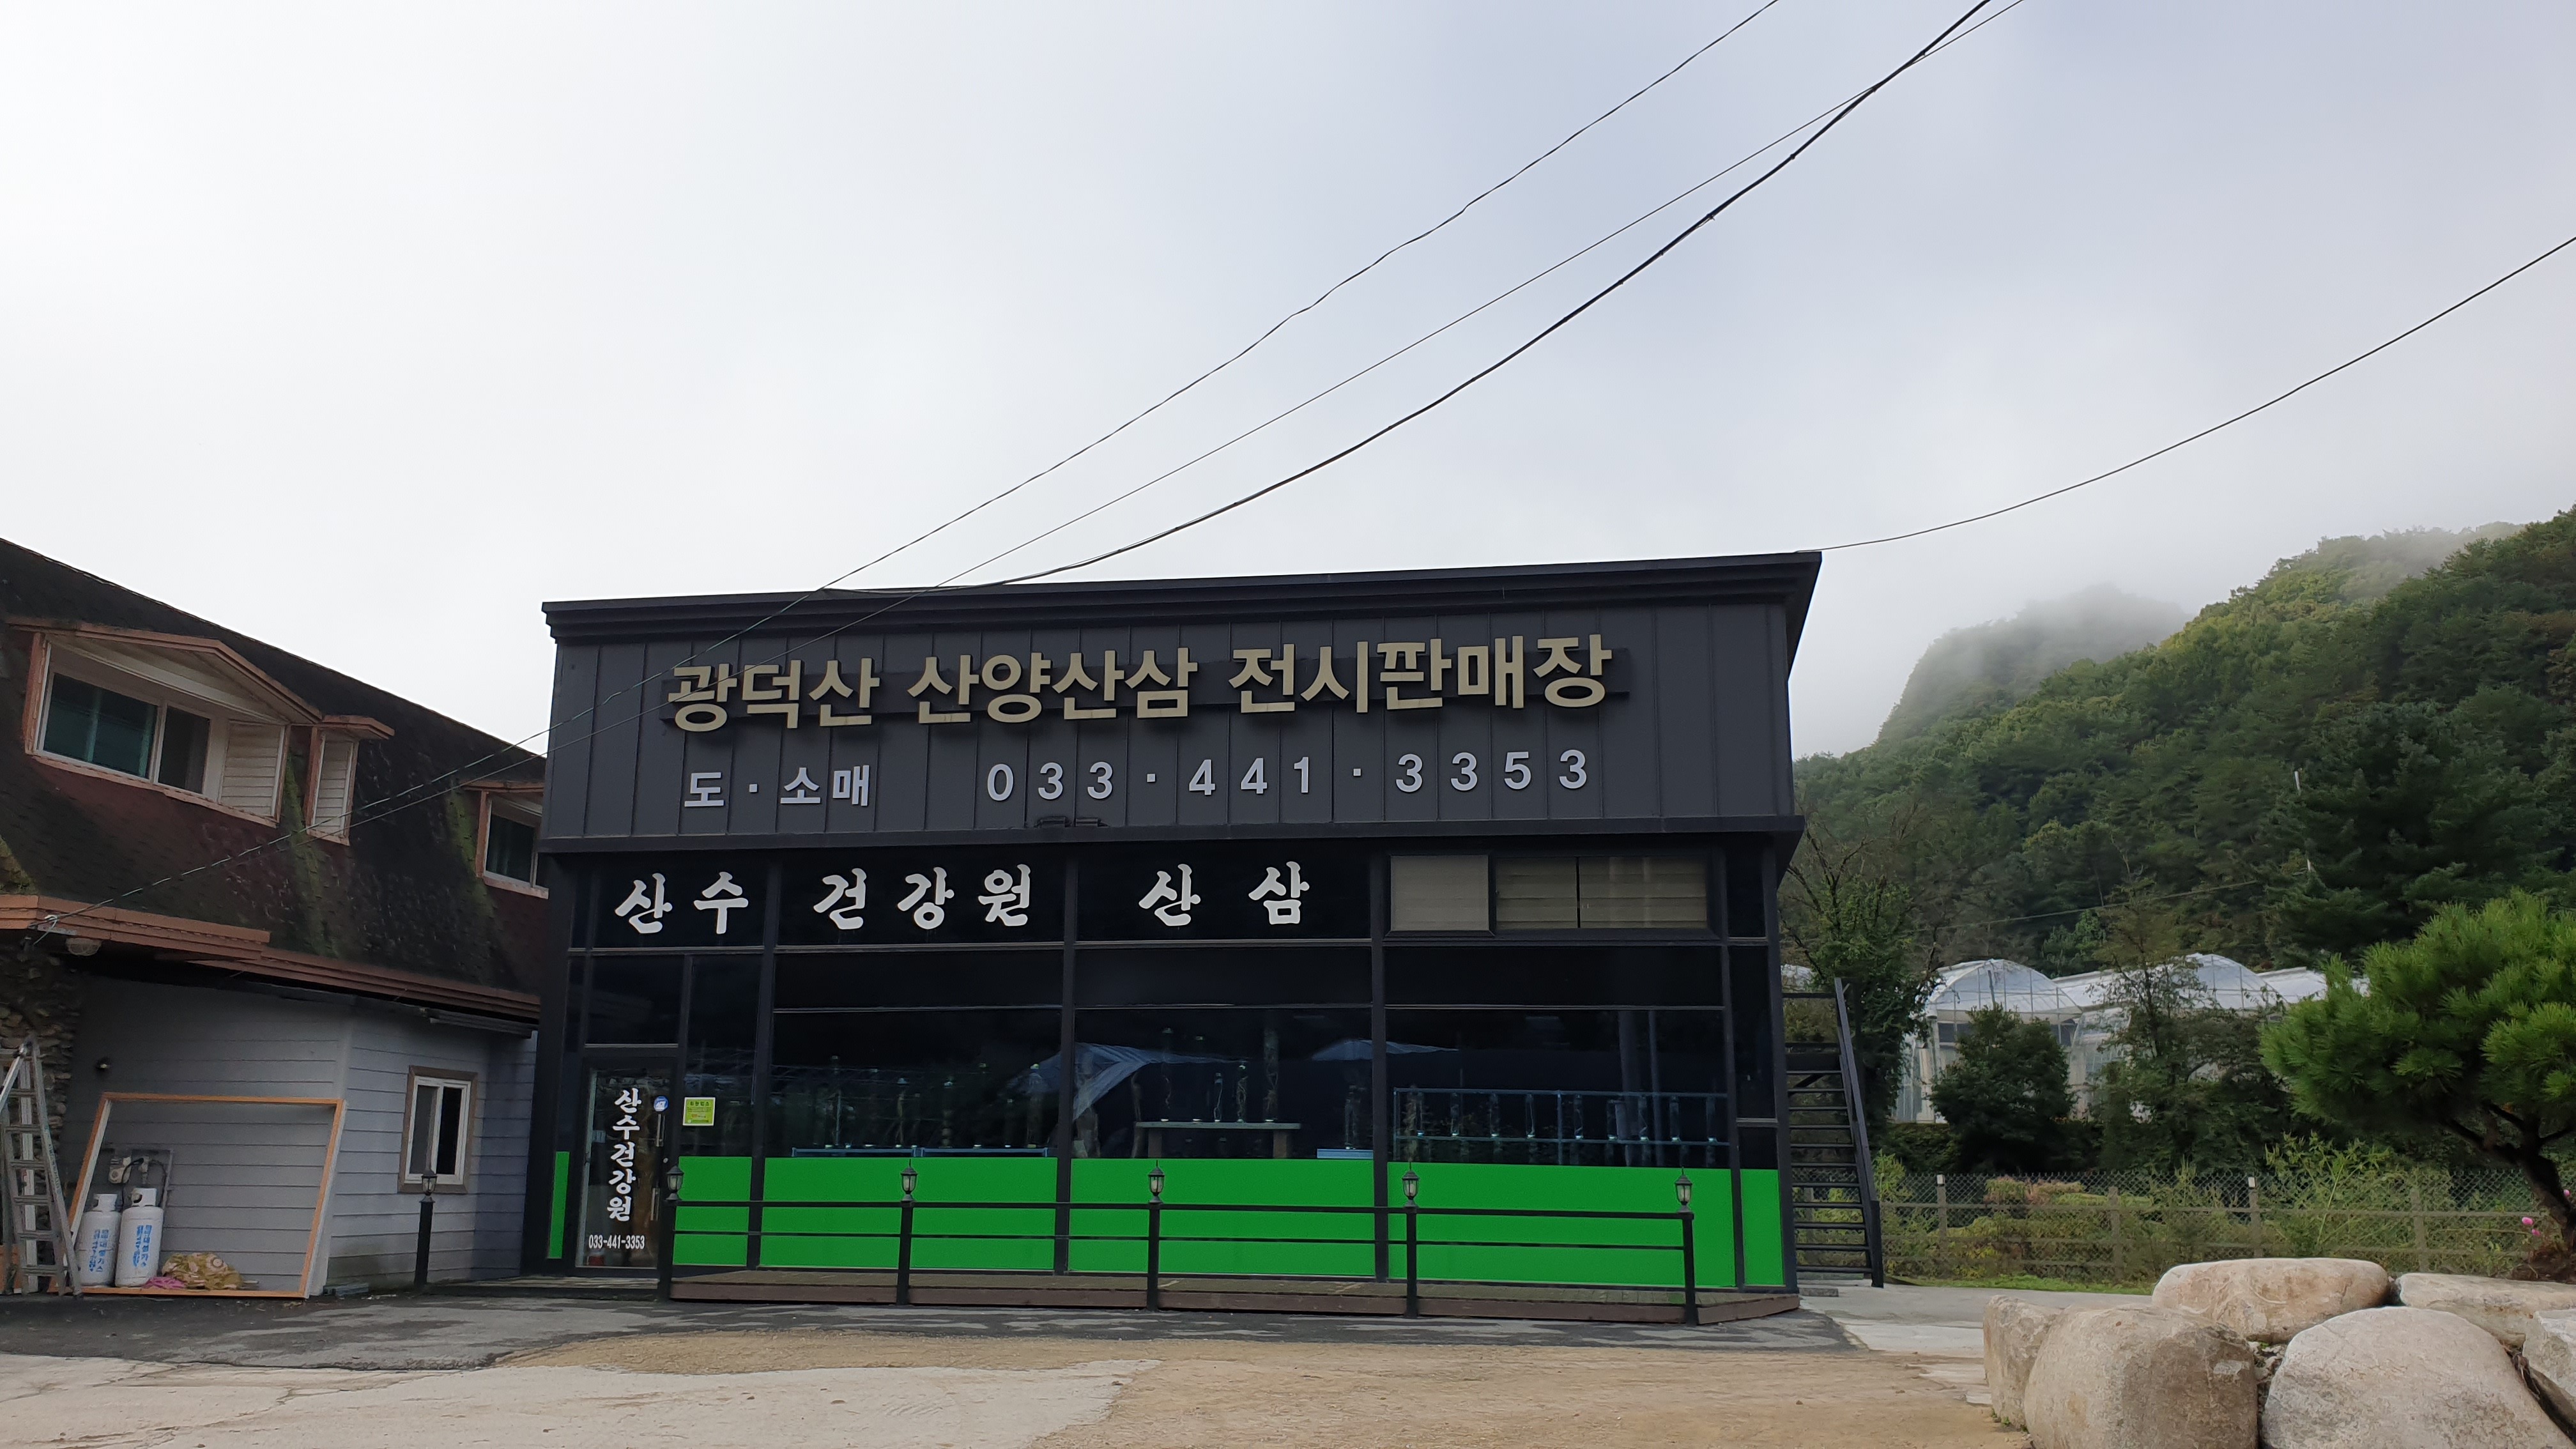 광덕산 산양산삼 전시판매장
도·소매 033·441·3353
산수 건강원 산삼
산수건강원
033-441-3353